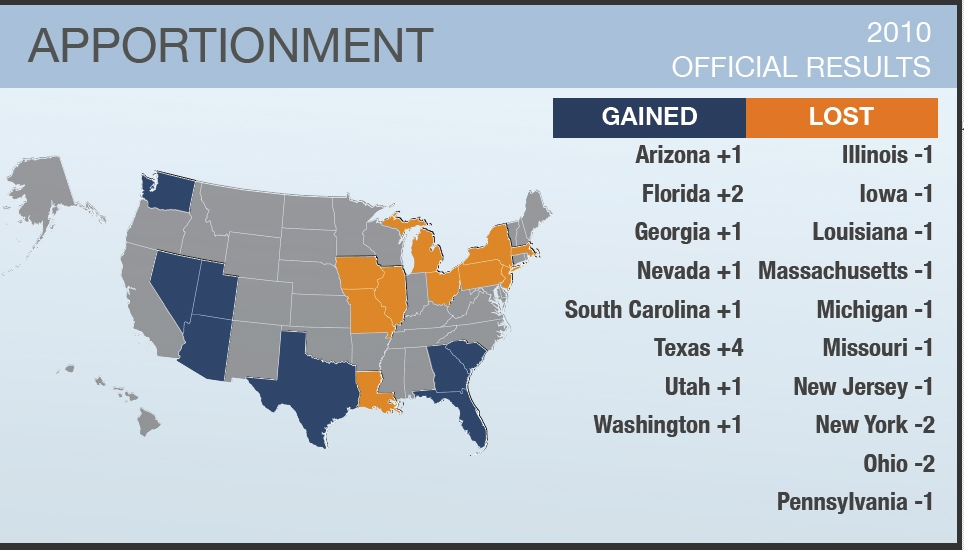 APPORTIONMENT
2010
OFFICIAL RESULTS
GAINED
Arizona +1
Florida +2
Georgia +1
Nevada +1
South Carolina +1
Texas +4
Utah +1
Washington +1
LOST
Illinois -1
Iowa -1
Louisiana -1
Massachusetts -1
Michigan -1
Missouri -1
New Jersey -1
New York -2
Ohio -2
Pennsylvania -1